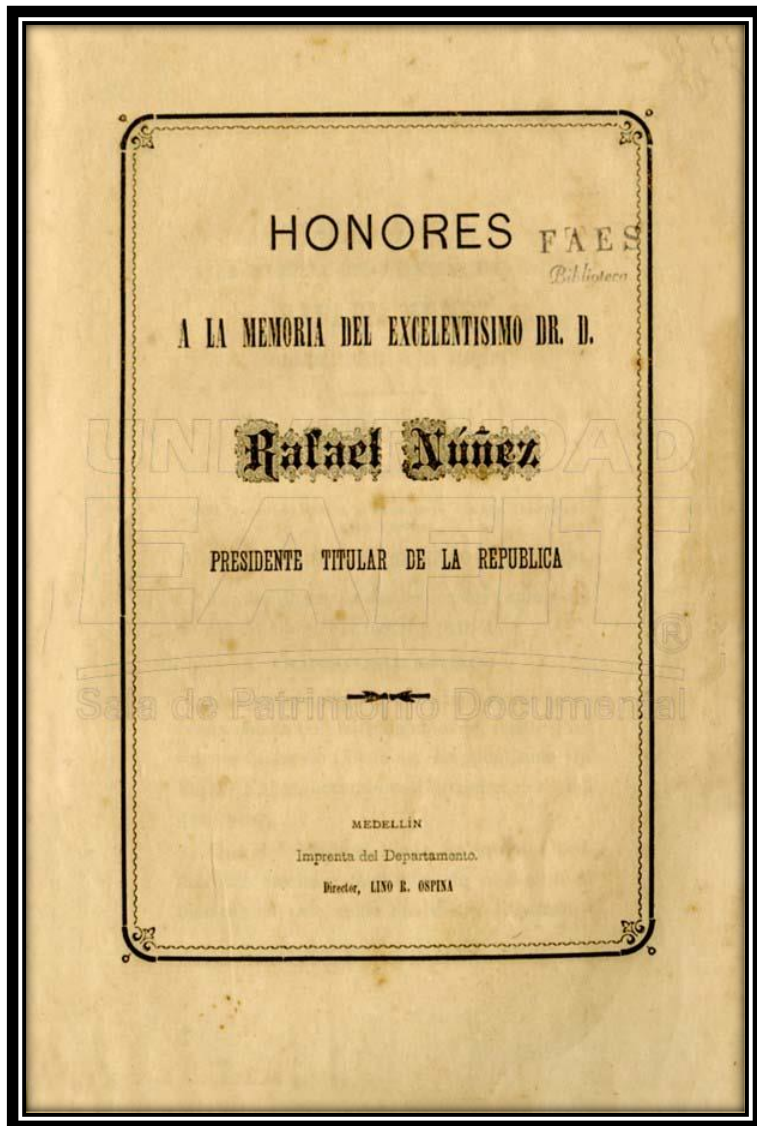 HONORES
FAES
Biblioteca
A LA MEMORIA DEL EXCELENTISIMO DR. D.
Rafael Núñez
PRESIDENTE TITULAR DE LA REPUBLICA
UNIVERSIDAD
EAFIT
®
Sala de Patrimonio Documental
MEDELLÍN
Imprenta del Departamento.
Director, LINO R. OSPINA